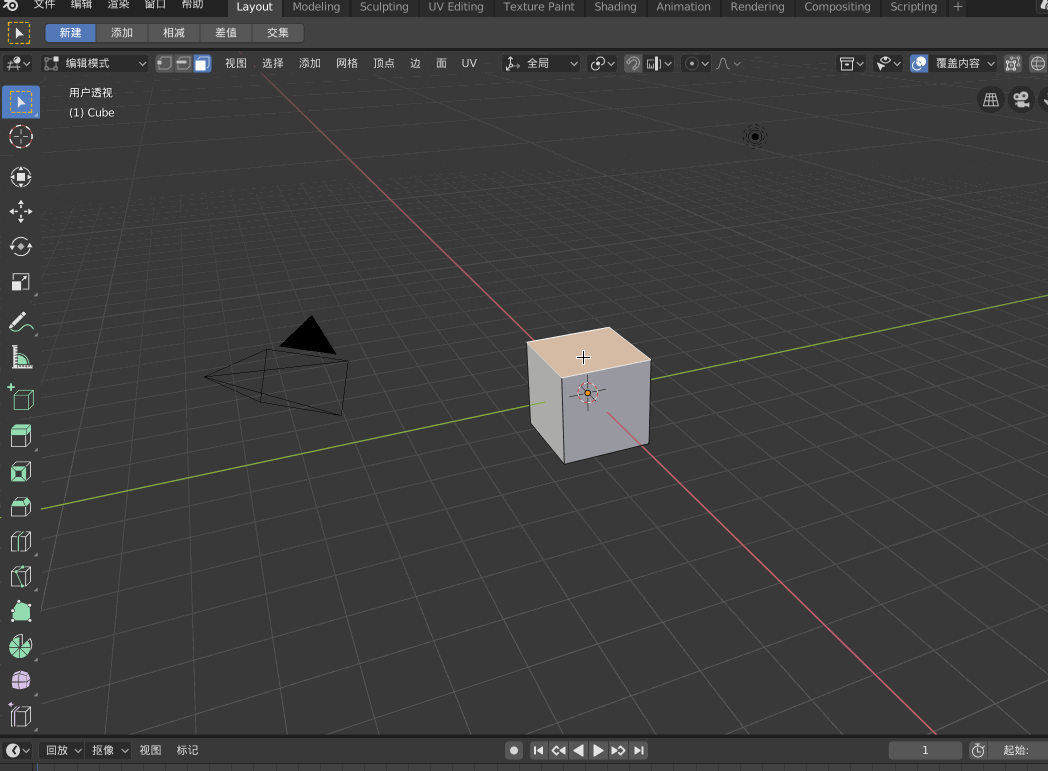 文件 编辑 渲染 窗口 帮助 Layout Modeling Sculpting UV Editing Texture Paint Shading Animation Rendering Compositing Scripting +
新建 添加 相减 差值 交集
编辑模式 视图 选择 添加 网格 顶点 边 面 UV 全局 覆盖内容
用户透视
(1) Cube
回放 抠像 视图 标记 1 起始: